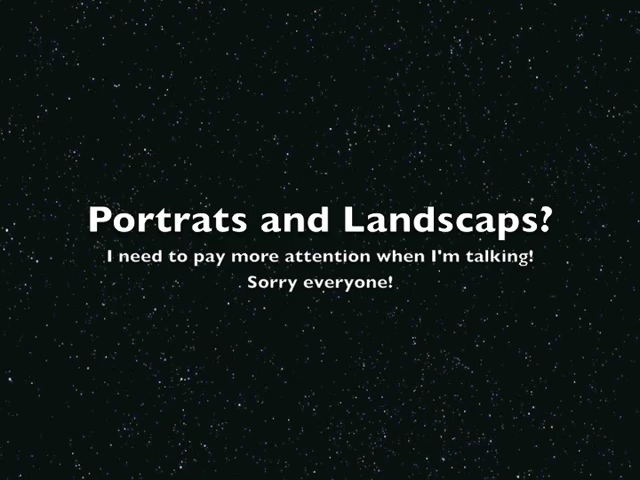 Portrats and Landscaps?
I need to pay more attention when I'm talking!
Sorry everyone!